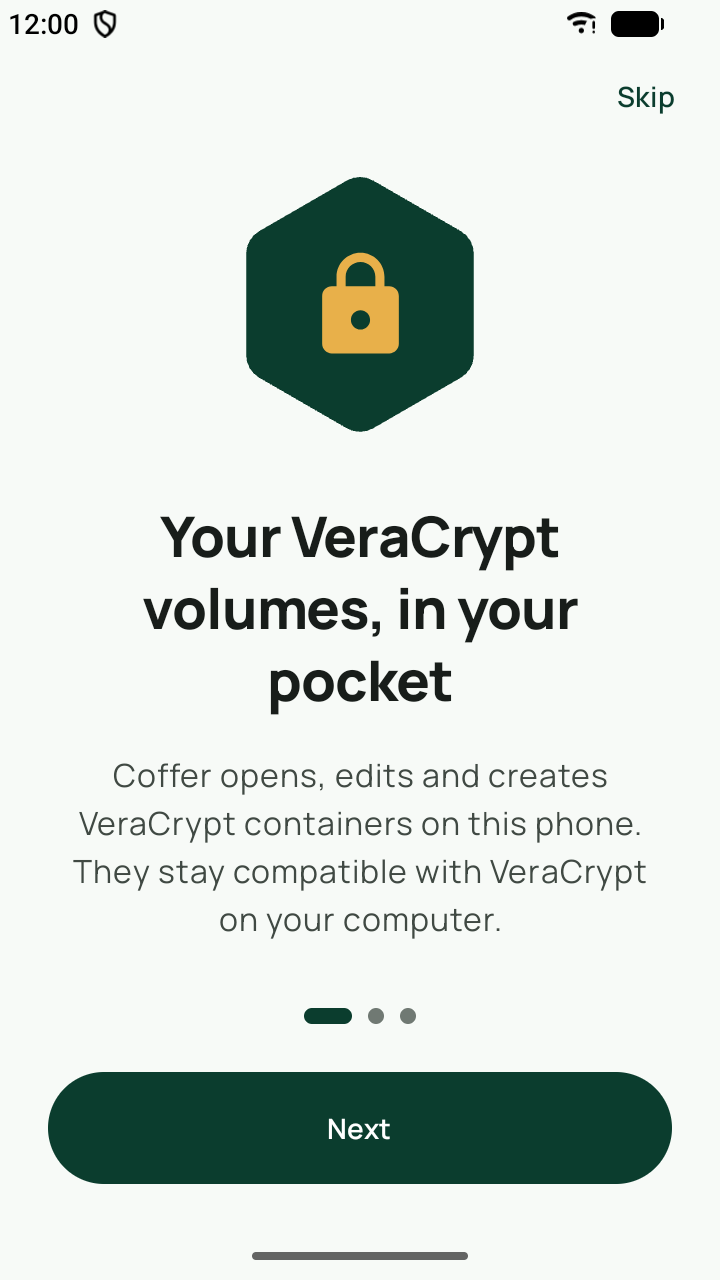 12:00
Skip
Your VeraCrypt
volumes, in your
pocket
Coffer opens, edits and creates
VeraCrypt containers on this phone.
They stay compatible with VeraCrypt
on your computer.
Next